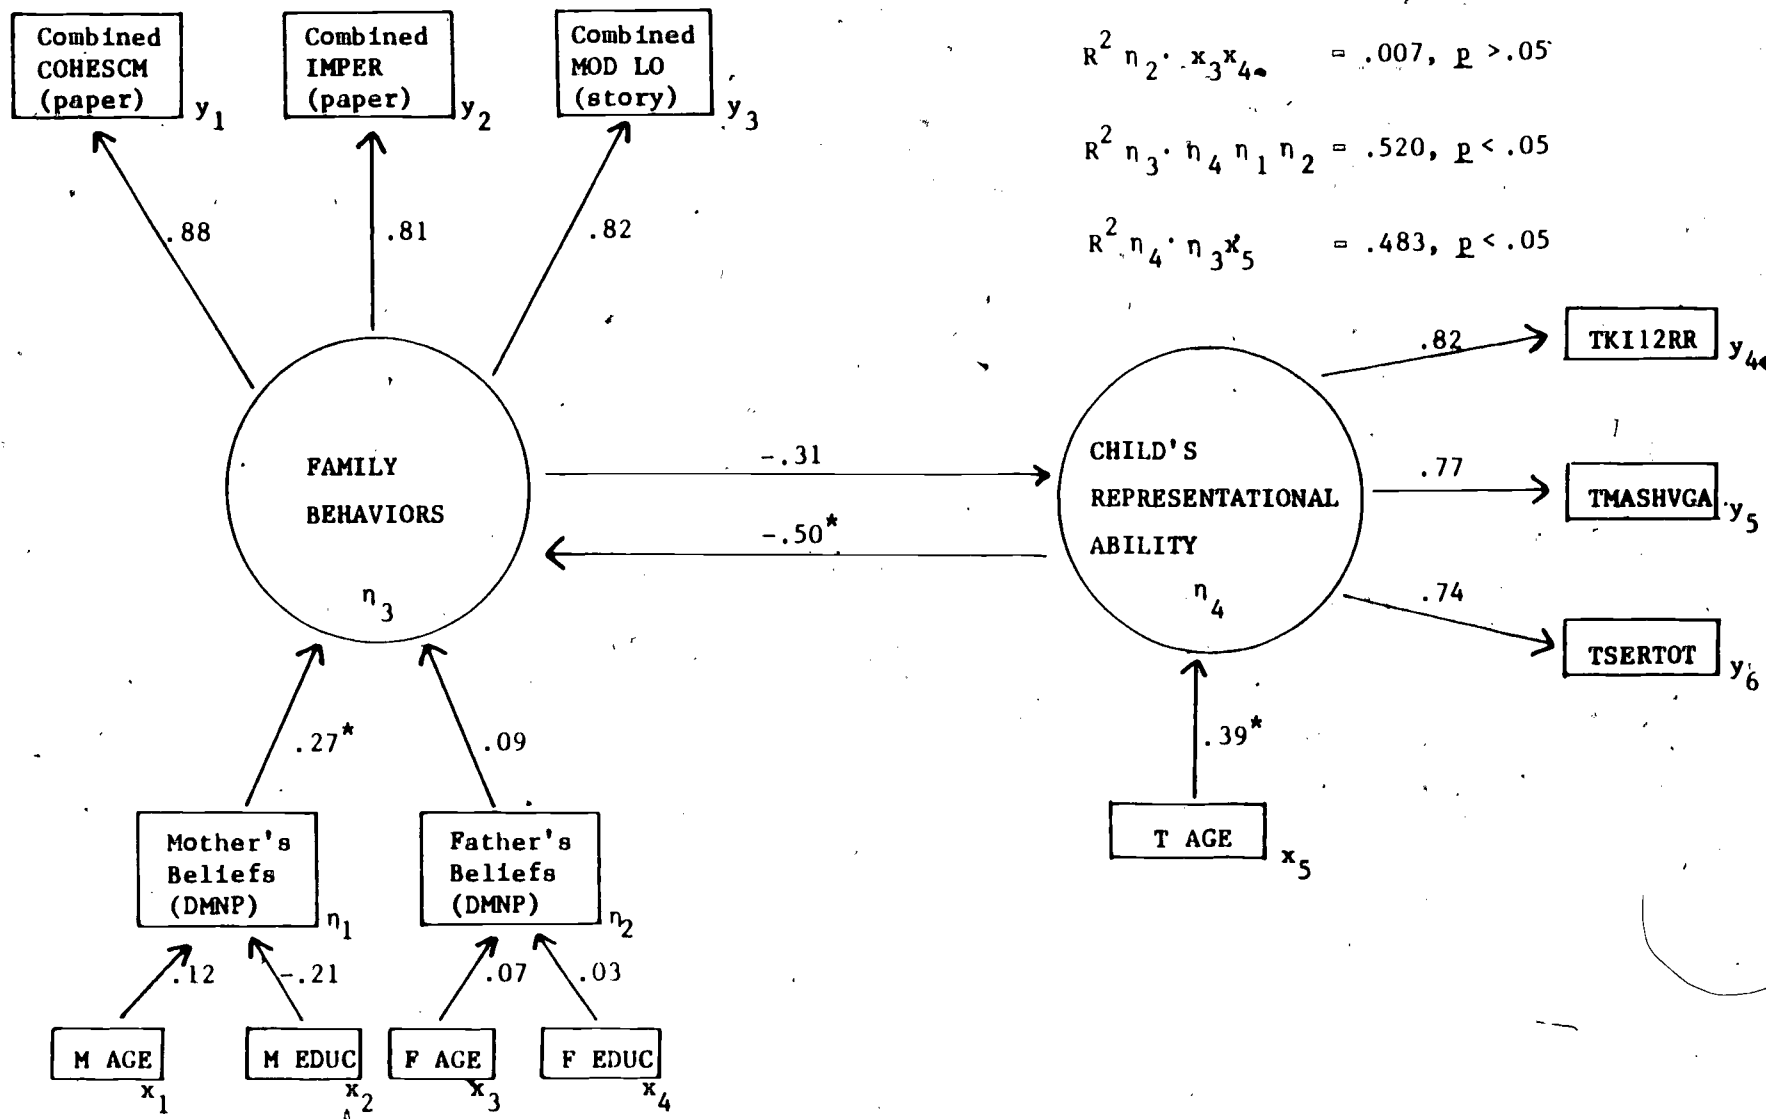 Combined
COHESCM
(paper)
y1
Combined
IMPER
(paper)
y2
Combined
MOD LO
(story)
y3
R² η2· x3x4 = .007, p >.05
R² η3· η4 η1 η2 = .520, p < .05
R² η4· η3x5 = .483, p < .05
.88
.81
.82
FAMILY
BEHAVIORS
η3
-.31
-.50*
CHILD'S
REPRESENTATIONAL
ABILITY
η4
.82
TKI12RR y4
.77
TMASHVGA y5
.74
TSERTOT y6
.27*
.09
.39*
Mother's
Beliefs
(DMNP)
η1
Father's
Beliefs
(DMNP)
η2
T AGE x5
.12
-.21
.07
.03
M AGE x1
M EDUC x2
F AGE x3
F EDUC x4